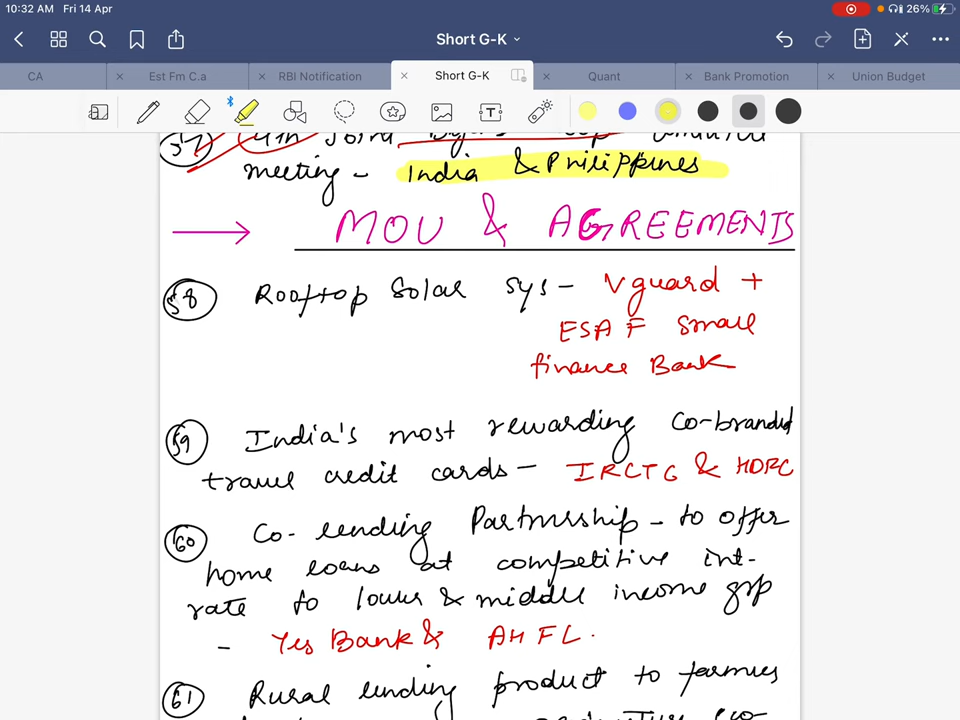 10:32 AM Fri 14 Apr
26%
Short G-K
CA
Est Fm C.a
RBI Notification
Short G-K
Quant
Bank Promotion
Union Budget
57 4th Joint
meeting - India & Philippines
→ MOU & AGREEMENTS
58 Rooftop Solar sys - Vguard +
ESAF Small
finance Bank
59 India's most rewarding Co-branded
travel credit cards - IRCTC & HDFC
60 Co-lending Partnership - to offer
home loans at competitive int-
rate to lower & middle income grp
- Yes Bank & AHFL.
61 Rural lending product to farmers